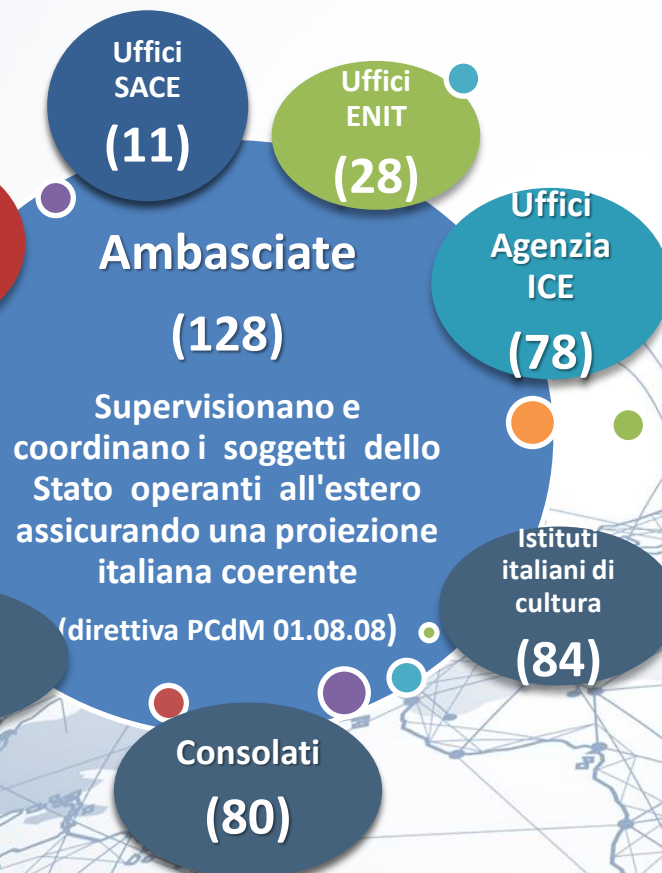 Uffici
SACE
(11)
Uffici
ENIT
(28)
Uffici
Agenzia
ICE
(78)
Ambasciate
(128)
Supervisionano e
coordinano i soggetti dello
Stato operanti all'estero
assicurando una proiezione
italiana coerente
(direttiva PCdM 01.08.08)
Istituti
italiani di
cultura
(84)
Consolati
(80)